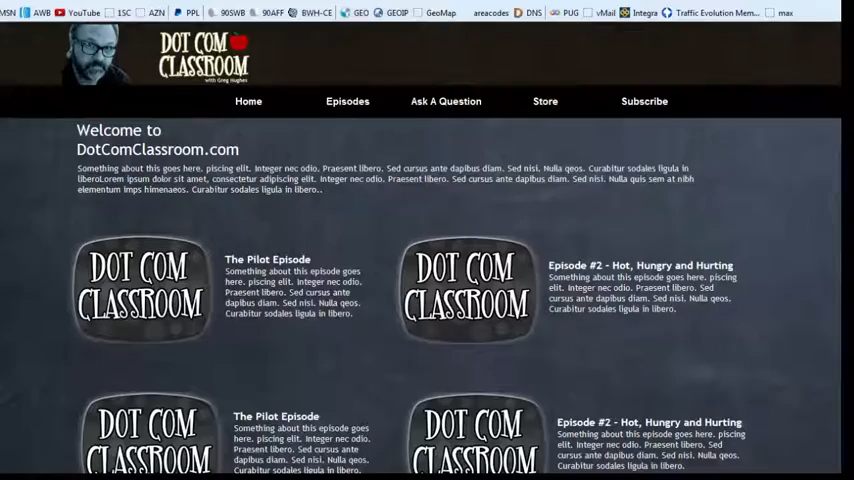 MSN AWB YouTube 1SC AZN PPL 90SWB 90AFF BWH-CE GEO GEOIP GeoMap areacodes DNS PUG vMail Integra Traffic Evolution Mem... max
DOT COM
CLASSROOM
with Greg Hughes
Home Episodes Ask A Question Store Subscribe
Welcome to
DotComClassroom.com
Something about this goes here. piscing elit. Integer nec odio. Praesent libero. Sed cursus ante dapibus diam. Sed nisi. Nulla qeos. Curabitur sodales ligula in
liberoLorem ipsum dolor sit amet, consectetur adipiscing elit. Integer nec odio. Praesent libero. Sed cursus ante dapibus diam. Sed nisi. Nulla quis sem at nibh
elementum imps himenaeos. Curabitur sodales ligula in libero..
DOT COM
CLASSROOM
The Pilot Episode
Something about this episode goes
here. piscing elit. Integer nec odio.
Praesent libero. Sed cursus ante
dapibus diam. Sed nisi. Nulla qeos.
Curabitur sodales ligula in libero.
DOT COM
CLASSROOM
Episode #2 - Hot, Hungry and Hurting
Something about this episode goes here. piscing
elit. Integer nec odio. Praesent libero. Sed
cursus ante dapibus diam. Sed nisi. Nulla qeos.
Curabitur sodales ligula in libero.
DOT COM
CLASSROOM
The Pilot Episode
Something about this episode goes
here. piscing elit. Integer nec odio.
Praesent libero. Sed cursus ante
dapibus diam. Sed nisi. Nulla qeos.
Curabitur sodales ligula in libero.
DOT COM
CLASSROOM
Episode #2 - Hot, Hungry and Hurting
Something about this episode goes here. piscing
elit. Integer nec odio. Praesent libero. Sed
cursus ante dapibus diam. Sed nisi. Nulla qeos.